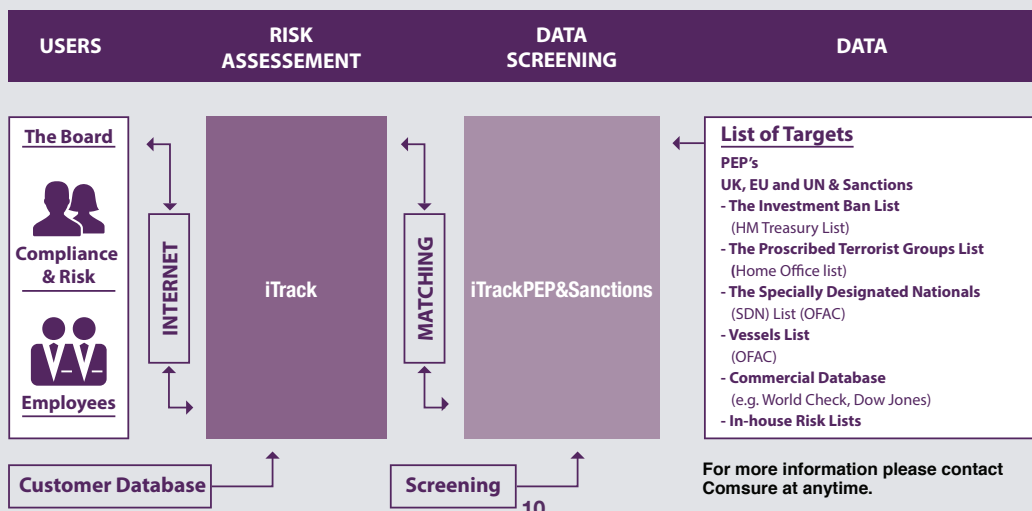 USERS
RISK
ASSESSEMENT
DATA
SCREENING
DATA
The Board
Compliance
& Risk
Employees
INTERNET
iTrack
MATCHING
iTrackPEP&Sanctions
List of Targets
PEP's
UK, EU and UN & Sanctions
- The Investment Ban List
(HM Treasury List)
- The Proscribed Terrorist Groups List
(Home Office list)
- The Specially Designated Nationals
(SDN) List (OFAC)
- Vessels List
(OFAC)
- Commercial Database
(e.g. World Check, Dow Jones)
- In-house Risk Lists
Customer Database
Screening
10
For more information please contact
Comsure at anytime.